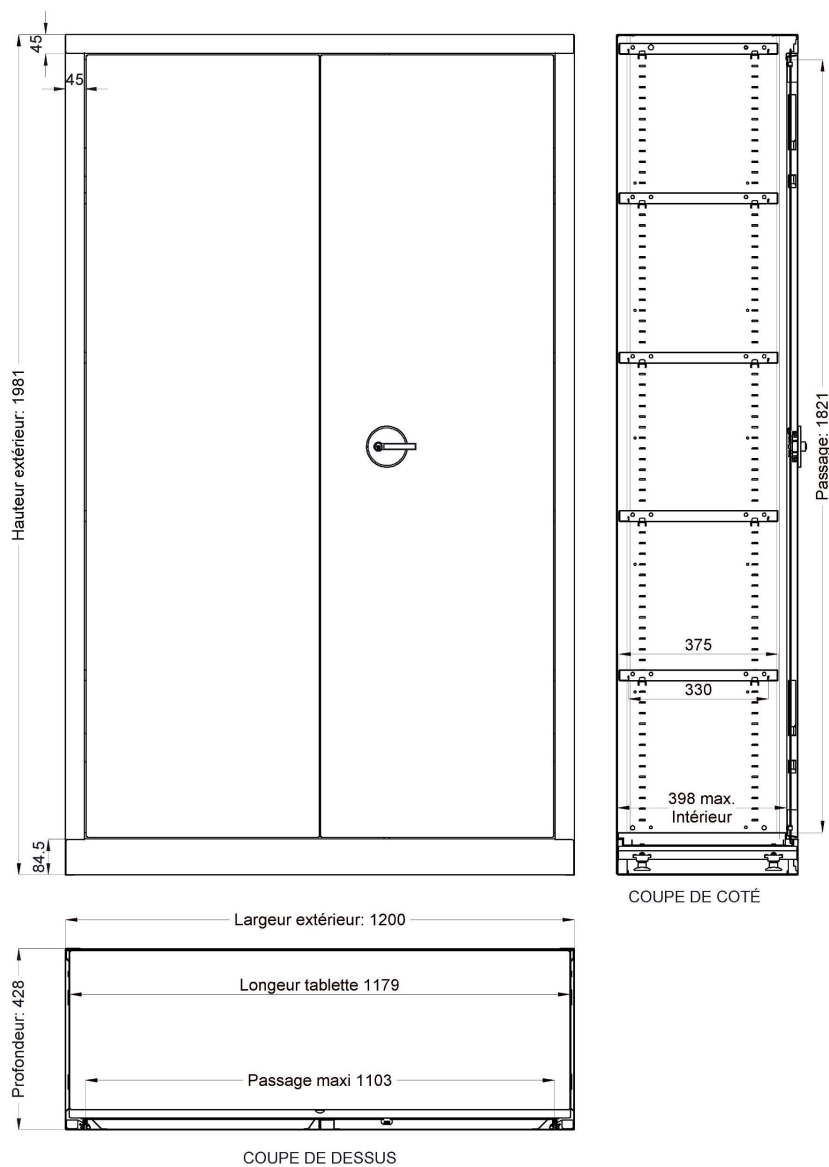 45
45
Hauteur extérieur: 1981
84.5
Passage: 1821
375
330
398 max.
Intérieur
COUPE DE COTÉ
Largeur extérieur: 1200
Profondeur: 428
Longeur tablette 1179
Passage maxi 1103
COUPE DE DESSUS